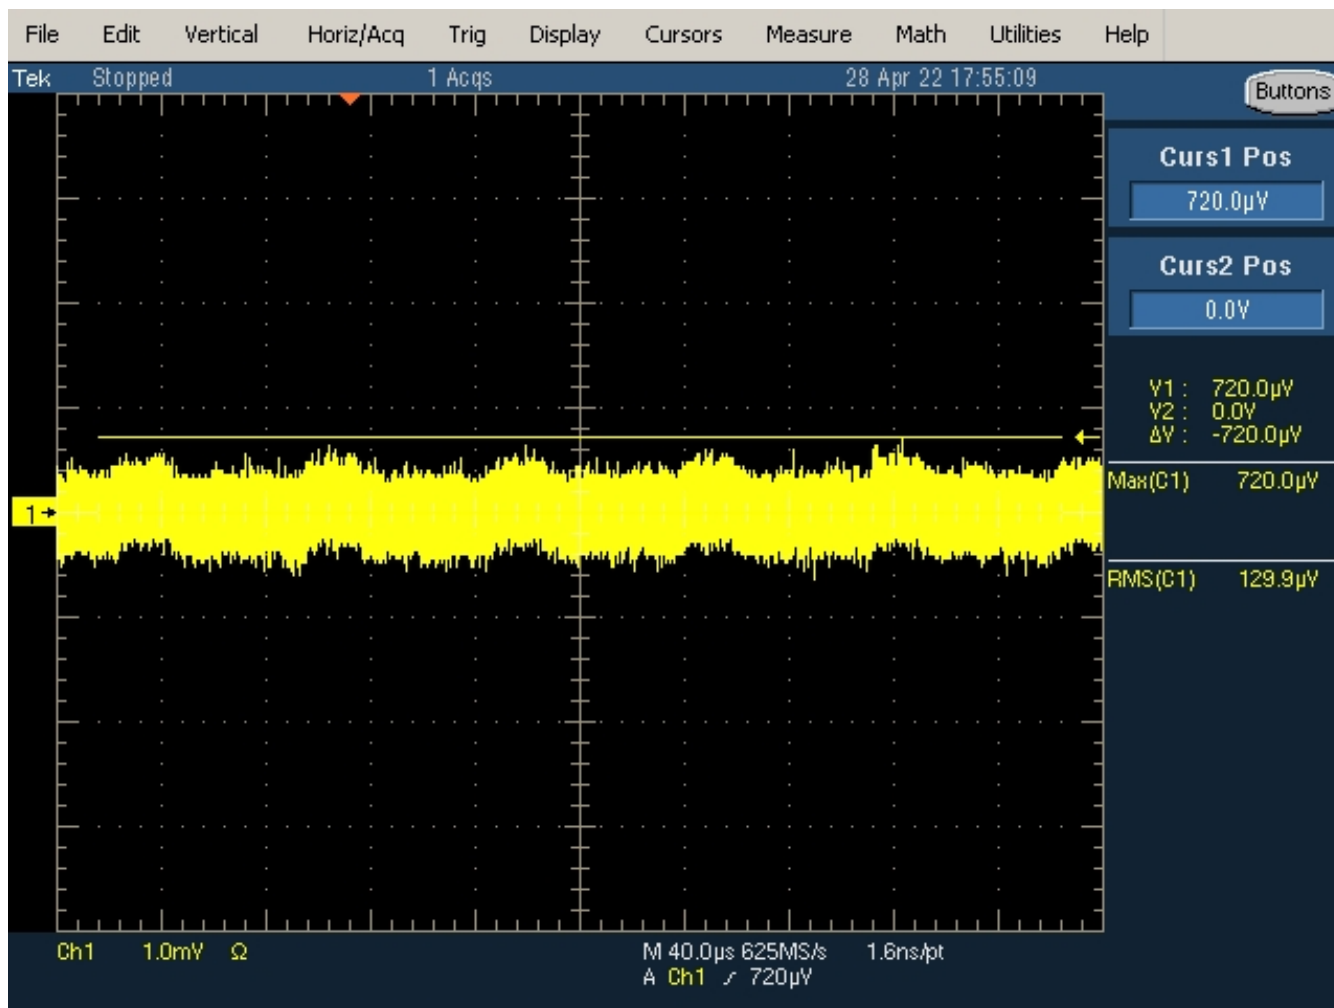 File Edit Vertical Horiz/Acq Trig Display Cursors Measure Math Utilities Help
Tek Stopped 1 Acqs 28 Apr 22 17:55:09
Buttons
Curs1 Pos
720.0µV
Curs2 Pos
0.0V
V1 : 720.0µV
V2 : 0.0V
ΔV : -720.0µV
Max(C1) 720.0µV
1
RMS(C1) 129.9µV
Ch1 1.0mV Ω M 40.0µs 625MS/s 1.6ns/pt
A Ch1 720µV